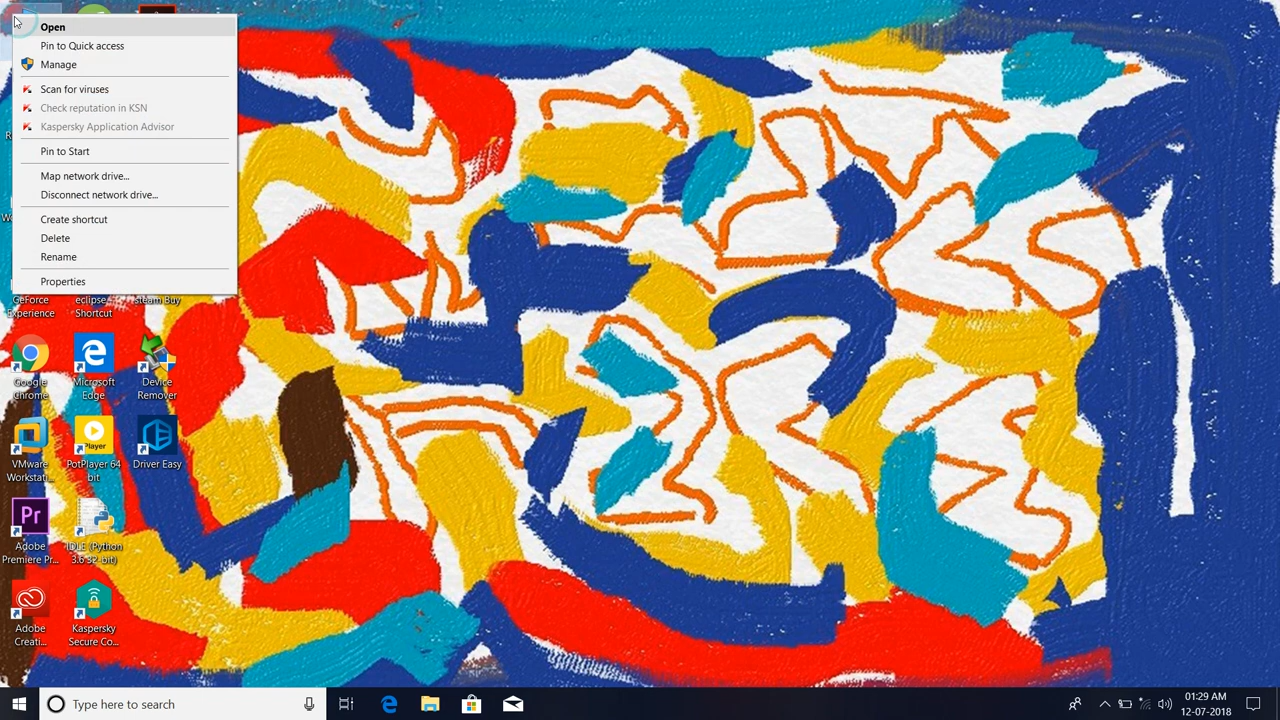 Open
Pin to Quick access
Manage
Scan for viruses
Check reputation in KSN
Kaspersky Application Advisor
Pin to Start
Map network drive...
Disconnect network drive...
Create shortcut
Delete
Rename
Properties
GeForce
Experience
eclipse -
Shortcut
steam Buy
Google
Chrome
Microsoft
Edge
Device
Remover
VMware
Workstati...
Player
PotPlayer 64
bit
Driver Easy
Pr
Adobe
Premiere Pr...
IDLE (Python
3.6 32-bit)
Adobe
Creati...
Kaspersky
Secure Co...
Type here to search
01:29 AM
12-07-2018